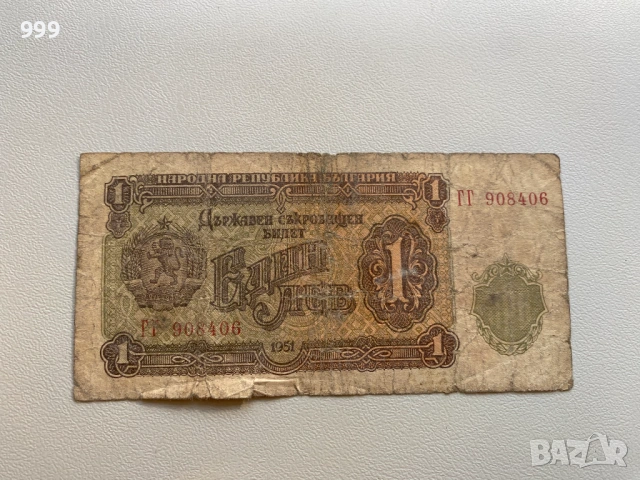 999
НАРОДНА РЕПУБЛИКА БЪЛГАРИЯ
1 1
ГГ 908406
ДЪРЖАВЕН СЪКРОВИЩЕН
БИЛЕТ
ЕДИН 1
ЛЕВ
ГГ 908406
1951
1 1
BAZAR